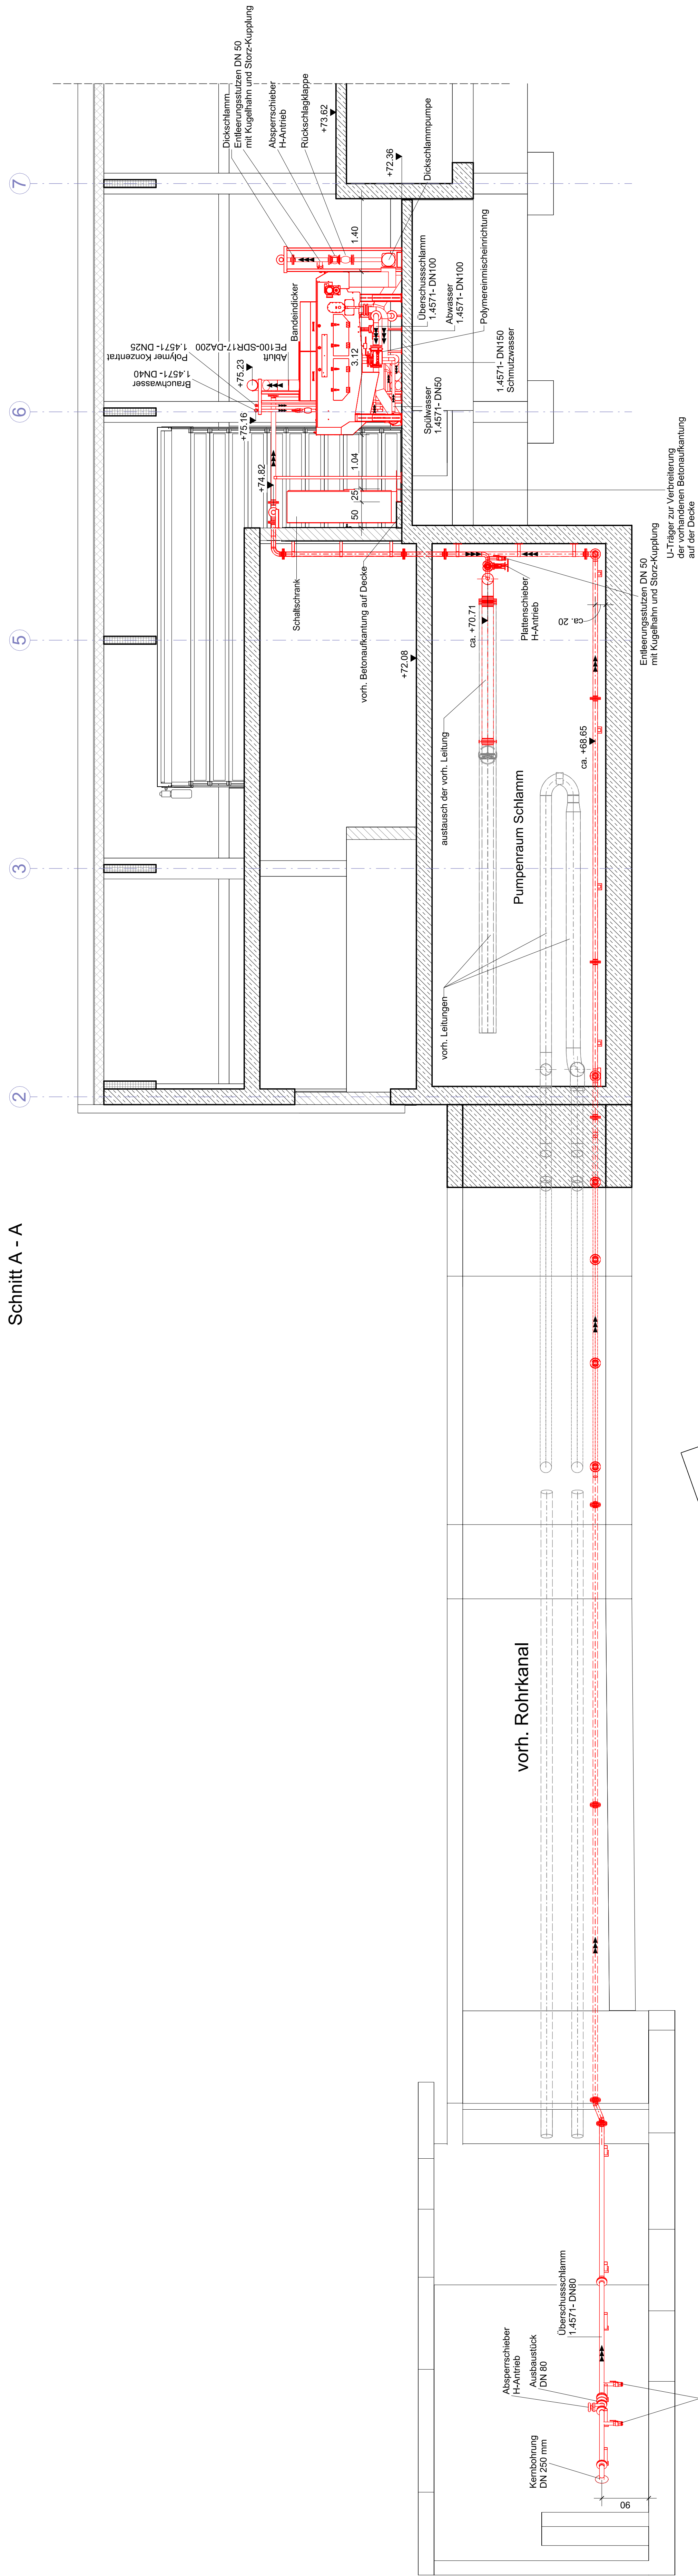 Schnitt A - A
2
3
5
6
7
Dickschlamm
Entleerungsstutzen DN 50
mit Kugelhahn und Storz-Kupplung
Absperrschieber
H-Antrieb
Rückschlagklappe
+73.62
+72.36
Dickschlammpumpe
1.40
3.12
1.04
25
50
Bandeindicker
Abluft
PE100-SDR17-DA200
Polymer Konzentrat
1.4571- DN25
Brauchwasser
1.4571- DN40
+75.23
+75.16
+74.82
Überschussschlamm
1.4571- DN100
Abwasser
1.4571- DN100
Polymereinmischeinrichtung
Spülwasser
1.4571- DN50
1.4571- DN150
Schmutzwasser
Schaltschrank
vorh. Betonaufkantung auf Decke
+72.08
U-Träger zur Verbreiterung
der vorhandenen Betonaufkantung
auf der Decke
Entleerungsstutzen DN 50
mit Kugelhahn und Storz-Kupplung
Plattenschieber
H-Antrieb
ca. +70.71
ca. 20
ca. +68.65
austausch der vorh. Leitung
Pumpenraum Schlamm
vorh. Leitungen
vorh. Rohrkanal
Überschussschlamm
1.4571- DN80
Absperrschieber
H-Antrieb
Ausbaustück
DN 80
Kernbohrung
DN 250 mm
90